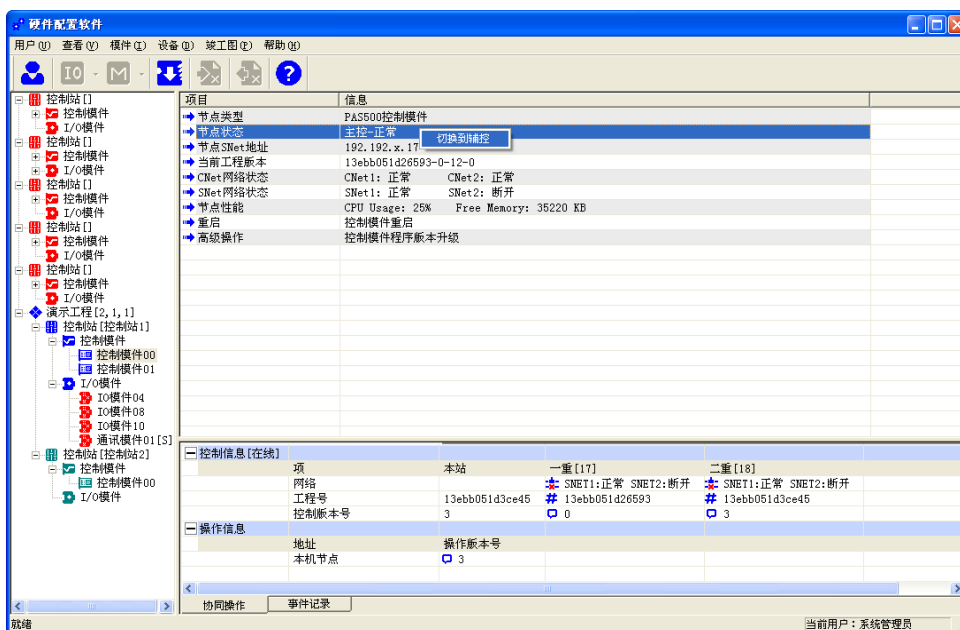 硬件配置软件
用户(U) 查看(V) 模件(I) 设备(D) 竣工图(P) 帮助(H)
IO M
控制站[]
控制模件
I/O模件
控制站[]
控制模件
I/O模件
控制站[]
控制模件
I/O模件
控制站[]
控制模件
I/O模件
控制站[]
控制模件
I/O模件
演示工程[2,1,1]
控制站[控制站1]
控制模件
控制模件00
控制模件01
I/O模件
IO模件04
IO模件08
IO模件10
通讯模件01[S]
控制站[控制站2]
控制模件
控制模件00
I/O模件
项目 信息
节点类型 PAS500控制模件
节点状态 主控-正常
切换到辅控
节点SNet地址 192.192.x.17
当前工程版本 13ebb051d26593-0-12-0
CNet网络状态 CNet1: 正常 CNet2: 正常
SNet网络状态 SNet1: 正常 SNet2: 断开
节点性能 CPU Usage: 25% Free Memory: 35220 KB
重启 控制模件重启
高级操作 控制模件程序版本升级
控制信息[在线]
项 本站 一重[17] 二重[18]
网络 SNET1:正常 SNET2:断开 SNET1:正常 SNET2:断开
工程号 13ebb051d3ce45 13ebb051d26593 13ebb051d3ce45
控制版本号 3 0 3
操作信息
地址 操作版本号
本机节点 3
协同操作 事件记录
就绪 当前用户：系统管理员